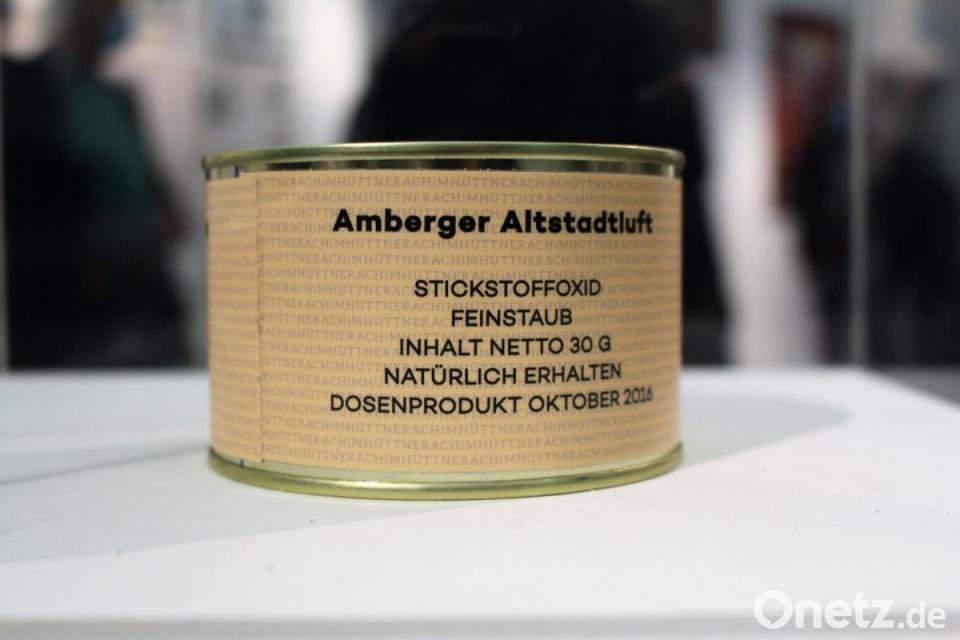 Amberger Altstadtluft
STICKSTOFFOXID
FEINSTAUB
INHALT NETTO 30 G
NATÜRLICH ERHALTEN
DOSENPRODUKT OKTOBER 2016
Onetz.de